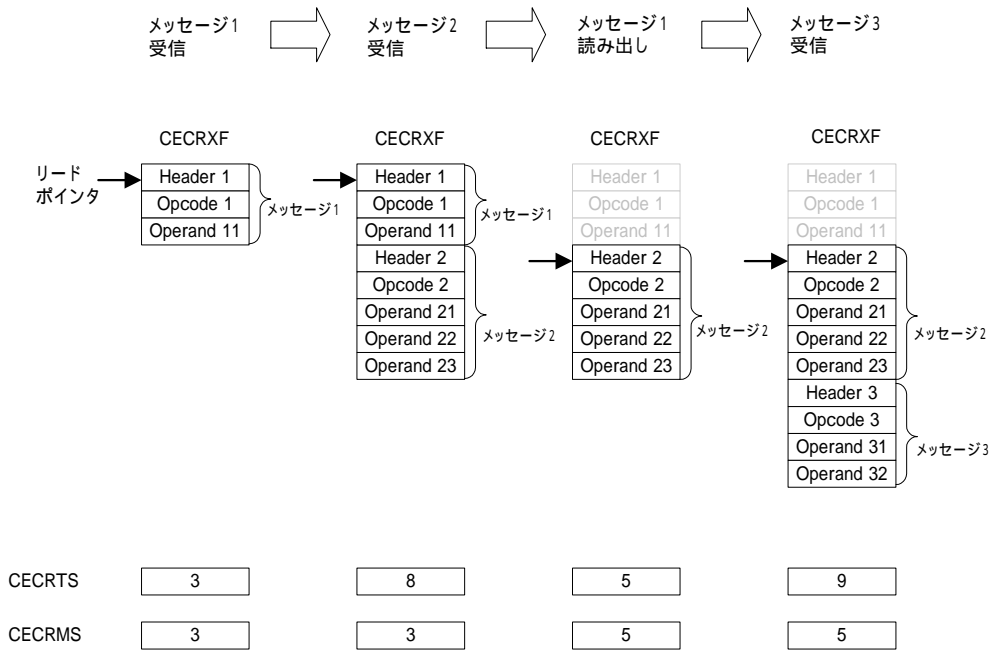 メッセージ1
受信
メッセージ2
受信
メッセージ1
読み出し
メッセージ3
受信
CECRXF
CECRXF
CECRXF
CECRXF
リード
ポインタ
Header 1
Opcode 1
Operand 11
メッセージ1
Header 1
Opcode 1
Operand 11
Header 2
Opcode 2
Operand 21
Operand 22
Operand 23
メッセージ1
メッセージ2
Header 1
Opcode 1
Operand 11
Header 2
Opcode 2
Operand 21
Operand 22
Operand 23
メッセージ2
Header 1
Opcode 1
Operand 11
Header 2
Opcode 2
Operand 21
Operand 22
Operand 23
Header 3
Opcode 3
Operand 31
Operand 32
メッセージ2
メッセージ3
CECRTS 3 8 5 9
CECRMS 3 3 5 5